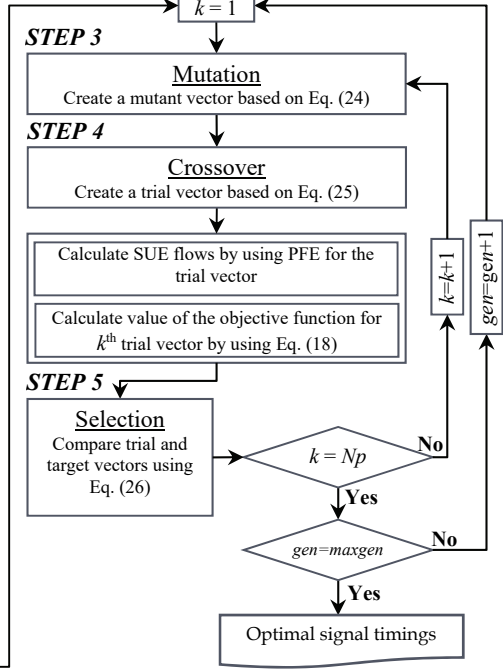 k = 1
STEP 3
Mutation
Create a mutant vector based on Eq. (24)
STEP 4
Crossover
Create a trial vector based on Eq. (25)
Calculate SUE flows by using PFE for the
trial vector
Calculate value of the objective function for
kth trial vector by using Eq. (18)
STEP 5
Selection
Compare trial and
target vectors using
Eq. (26)
k = Np
No
Yes
k=k+1
gen=gen+1
gen=maxgen
No
Yes
Optimal signal timings